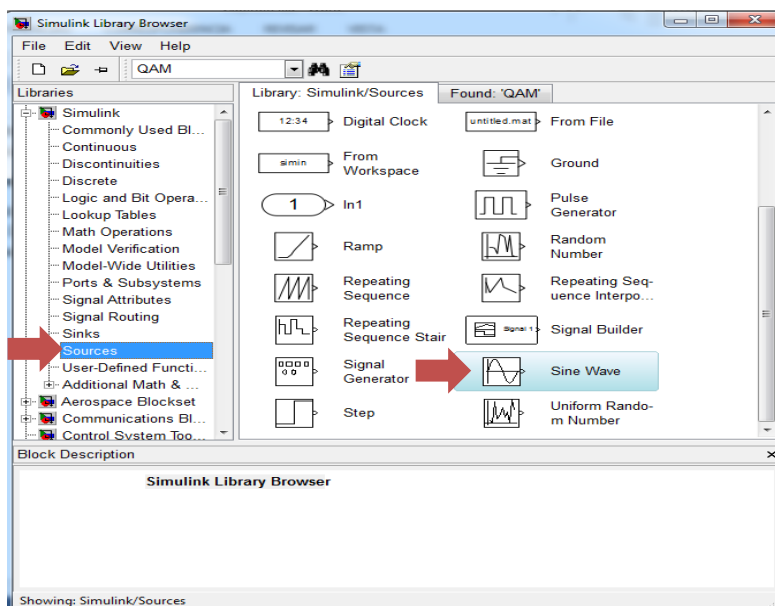 Simulink Library Browser
File Edit View Help
QAM
Libraries
Library: Simulink/Sources
Found: 'QAM'
Simulink
Commonly Used Bl...
Continuous
Discontinuities
Discrete
Logic and Bit Opera...
Lookup Tables
Math Operations
Model Verification
Model-Wide Utilities
Ports & Subsystems
Signal Attributes
Signal Routing
Sinks
Sources
User-Defined Functi...
Additional Math & ...
Aerospace Blockset
Communications Bl...
Control System Too...
12:34 Digital Clock
untitled.mat From File
simin From
Workspace
Ground
1 In1
Pulse
Generator
Ramp
Random
Number
Repeating
Sequence
Repeating Seq-
uence Interpo...
Repeating
Sequence Stair
Signal 1 Signal Builder
Signal
Generator
Sine Wave
Step
Uniform Rando-
m Number
Block Description
Simulink Library Browser
Showing: Simulink/Sources